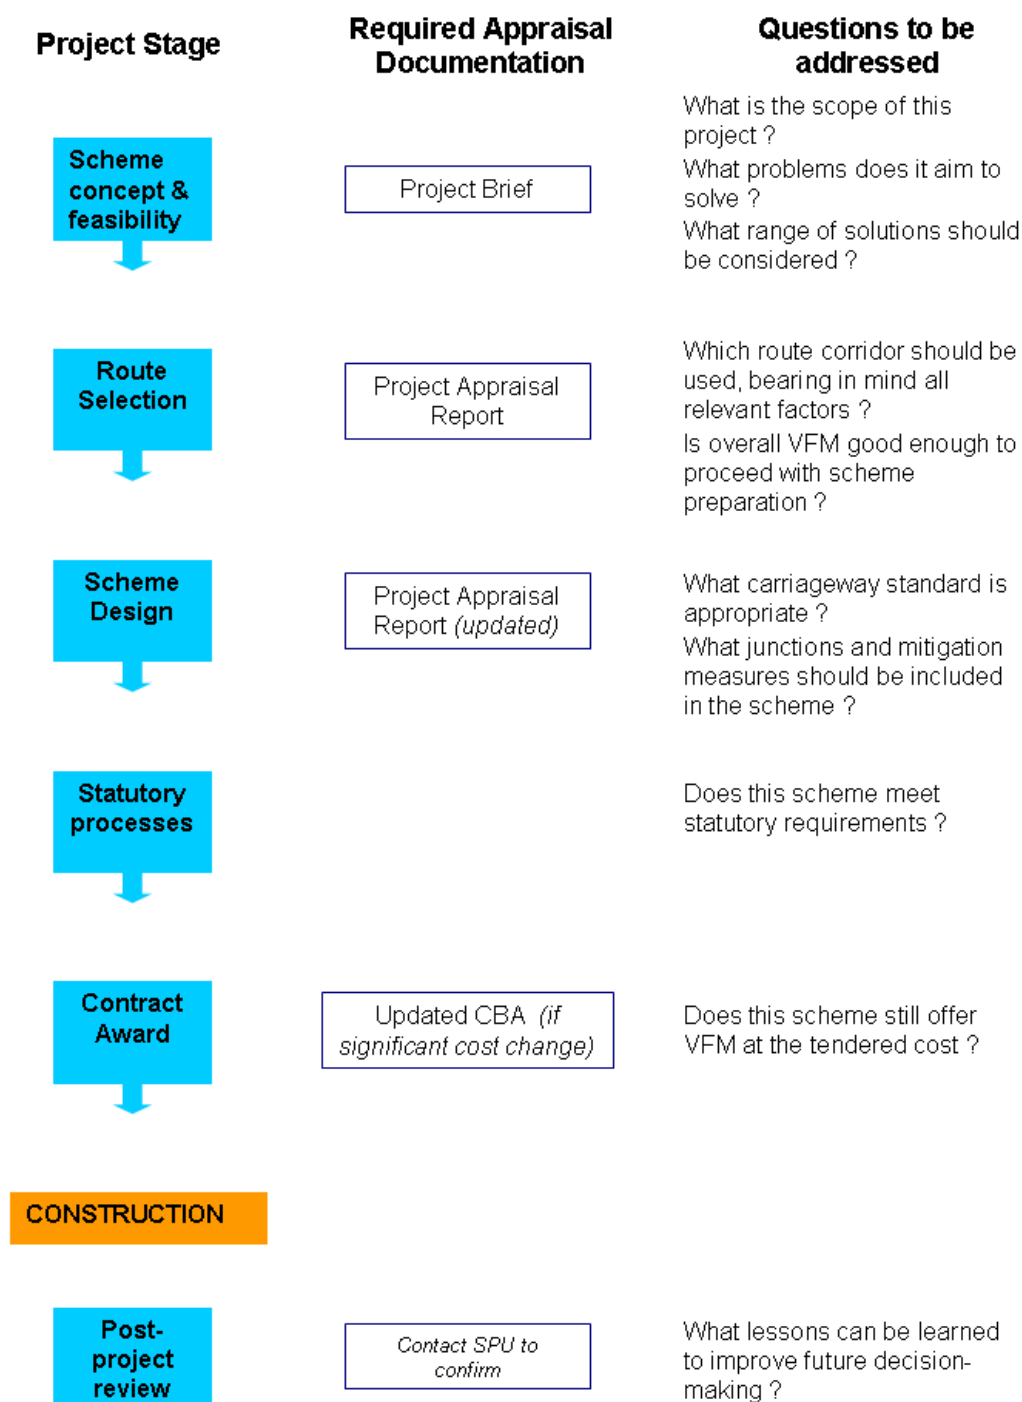 Project Stage
Required Appraisal
Documentation
Questions to be
addressed
Scheme
concept &
feasibility
Project Brief
What is the scope of this
project ?
What problems does it aim to
solve ?
What range of solutions should
be considered ?
Route
Selection
Project Appraisal
Report
Which route corridor should be
used, bearing in mind all
relevant factors ?
Is overall VFM good enough to
proceed with scheme
preparation ?
Scheme
Design
Project Appraisal
Report (updated)
What carriageway standard is
appropriate ?
What junctions and mitigation
measures should be included
in the scheme ?
Statutory
processes
Does this scheme meet
statutory requirements ?
Contract
Award
Updated CBA (if
significant cost change)
Does this scheme still offer
VFM at the tendered cost ?
CONSTRUCTION
Post-
project
review
Contact SPU to
confirm
What lessons can be learned
to improve future decision-
making ?